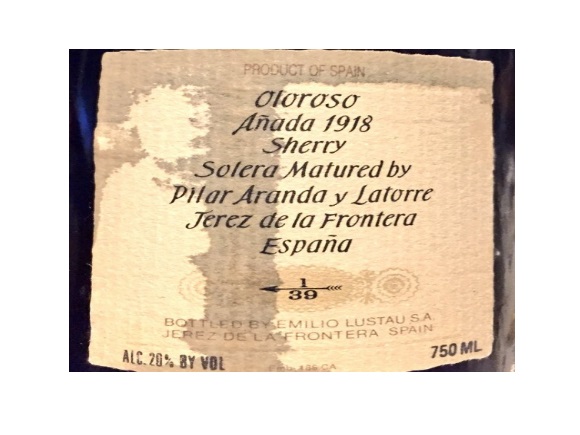 PRODUCT OF SPAIN
Oloroso
Añada 1918
Sherry
Solera Matured by
Pilar Aranda y Latorre
Jerez de la Frontera
España
1
39
BOTTLED BY EMILIO LUSTAU S.A.
JEREZ DE LA FRONTERA SPAIN
ALC. 20% BY VOL
750 ML